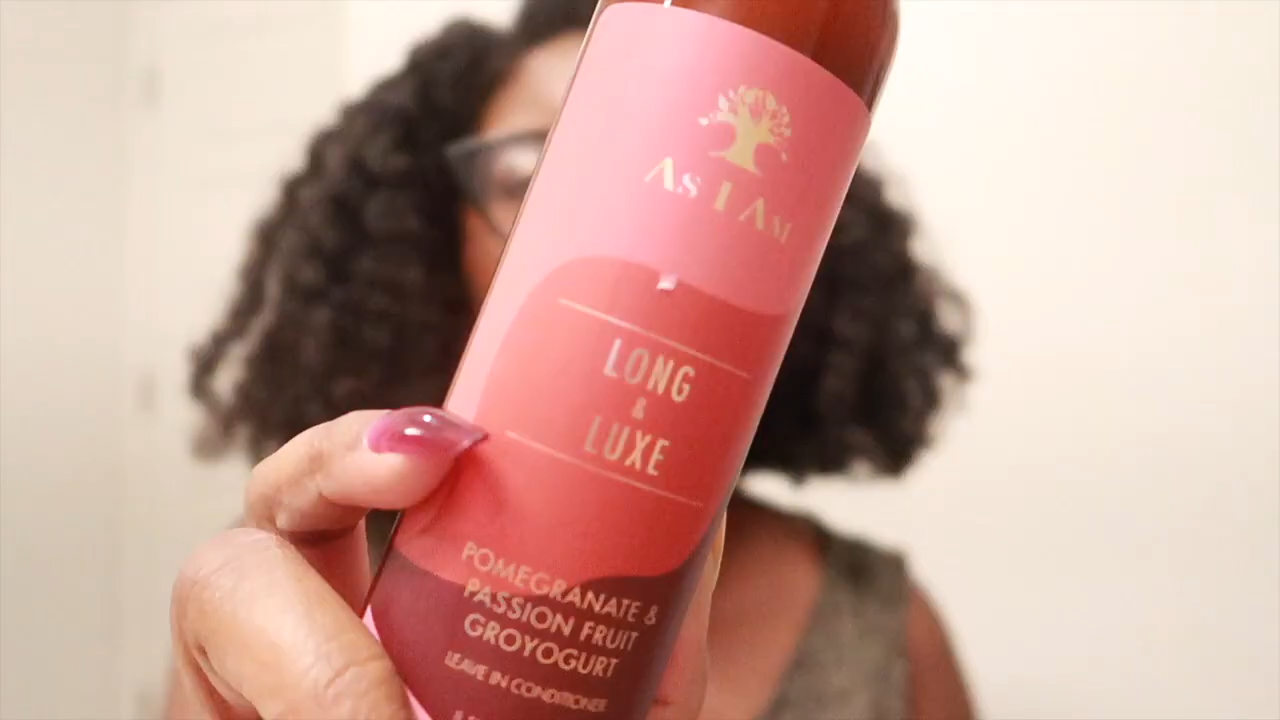 As I Am
LONG
&
LUXE
POMEGRANATE &
PASSION FRUIT
GROYOGURT
LEAVE IN CONDITIONER